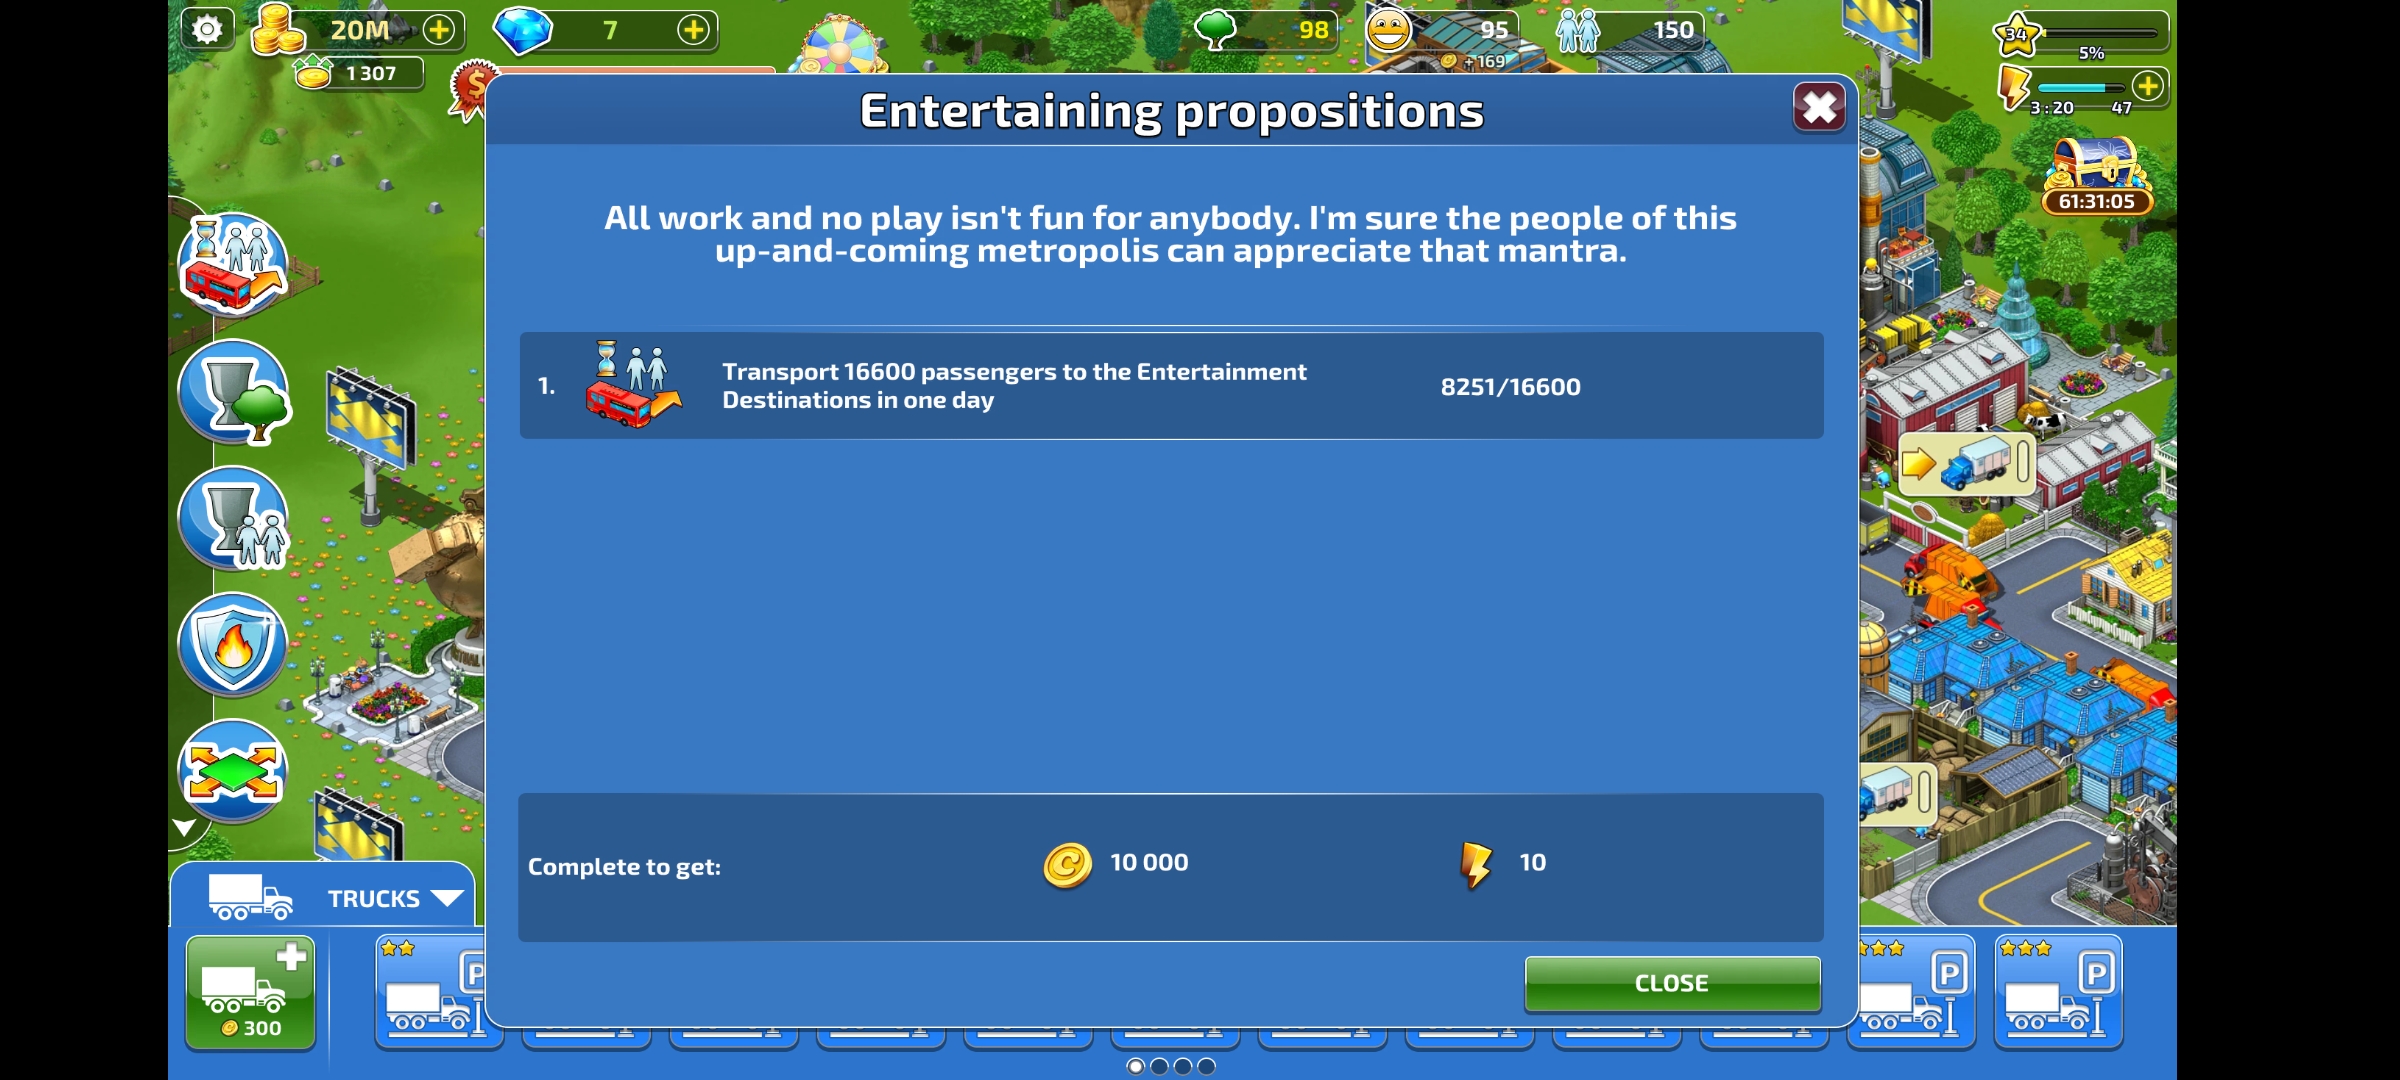 20M
7
98
95
150
34
5%
1 307
+169
3:20
47
61:31:05
Entertaining propositions
All work and no play isn't fun for anybody. I'm sure the people of this
up-and-coming metropolis can appreciate that mantra.
1.
Transport 16600 passengers to the Entertainment
Destinations in one day
8251/16600
Complete to get:
10 000
10
TRUCKS
CLOSE
300
P
P
P